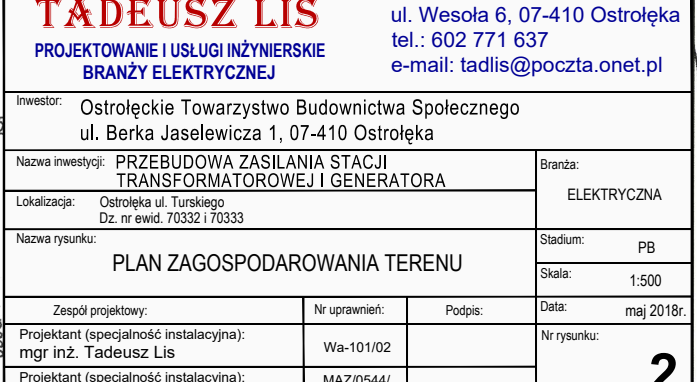 TADEUSZ LIS
PROJEKTOWANIE I USŁUGI INŻYNIERSKIE
BRANŻY ELEKTRYCZNEJ
ul. Wesoła 6, 07-410 Ostrołęka
tel.: 602 771 637
e-mail: tadlis@poczta.onet.pl
Inwestor: Ostrołęckie Towarzystwo Budownictwa Społecznego
ul. Berka Jaselewicza 1, 07-410 Ostrołęka
Nazwa inwestycji: PRZEBUDOWA ZASILANIA STACJI
TRANSFORMATOROWEJ I GENERATORA
Branża:
ELEKTRYCZNA
Lokalizacja: Ostrołęka ul. Turskiego
Dz. nr ewid. 70332 i 70333
Nazwa rysunku:
PLAN ZAGOSPODAROWANIA TERENU
Stadium: PB
Skala: 1:500
Zespół projektowy: Nr uprawnień: Podpis: Data: maj 2018r.
Projektant (specjalność instalacyjna):
mgr inż. Tadeusz Lis
Wa-101/02
Nr rysunku:
2
Projektant (specjalność instalacyjna):
MAZ/0544/